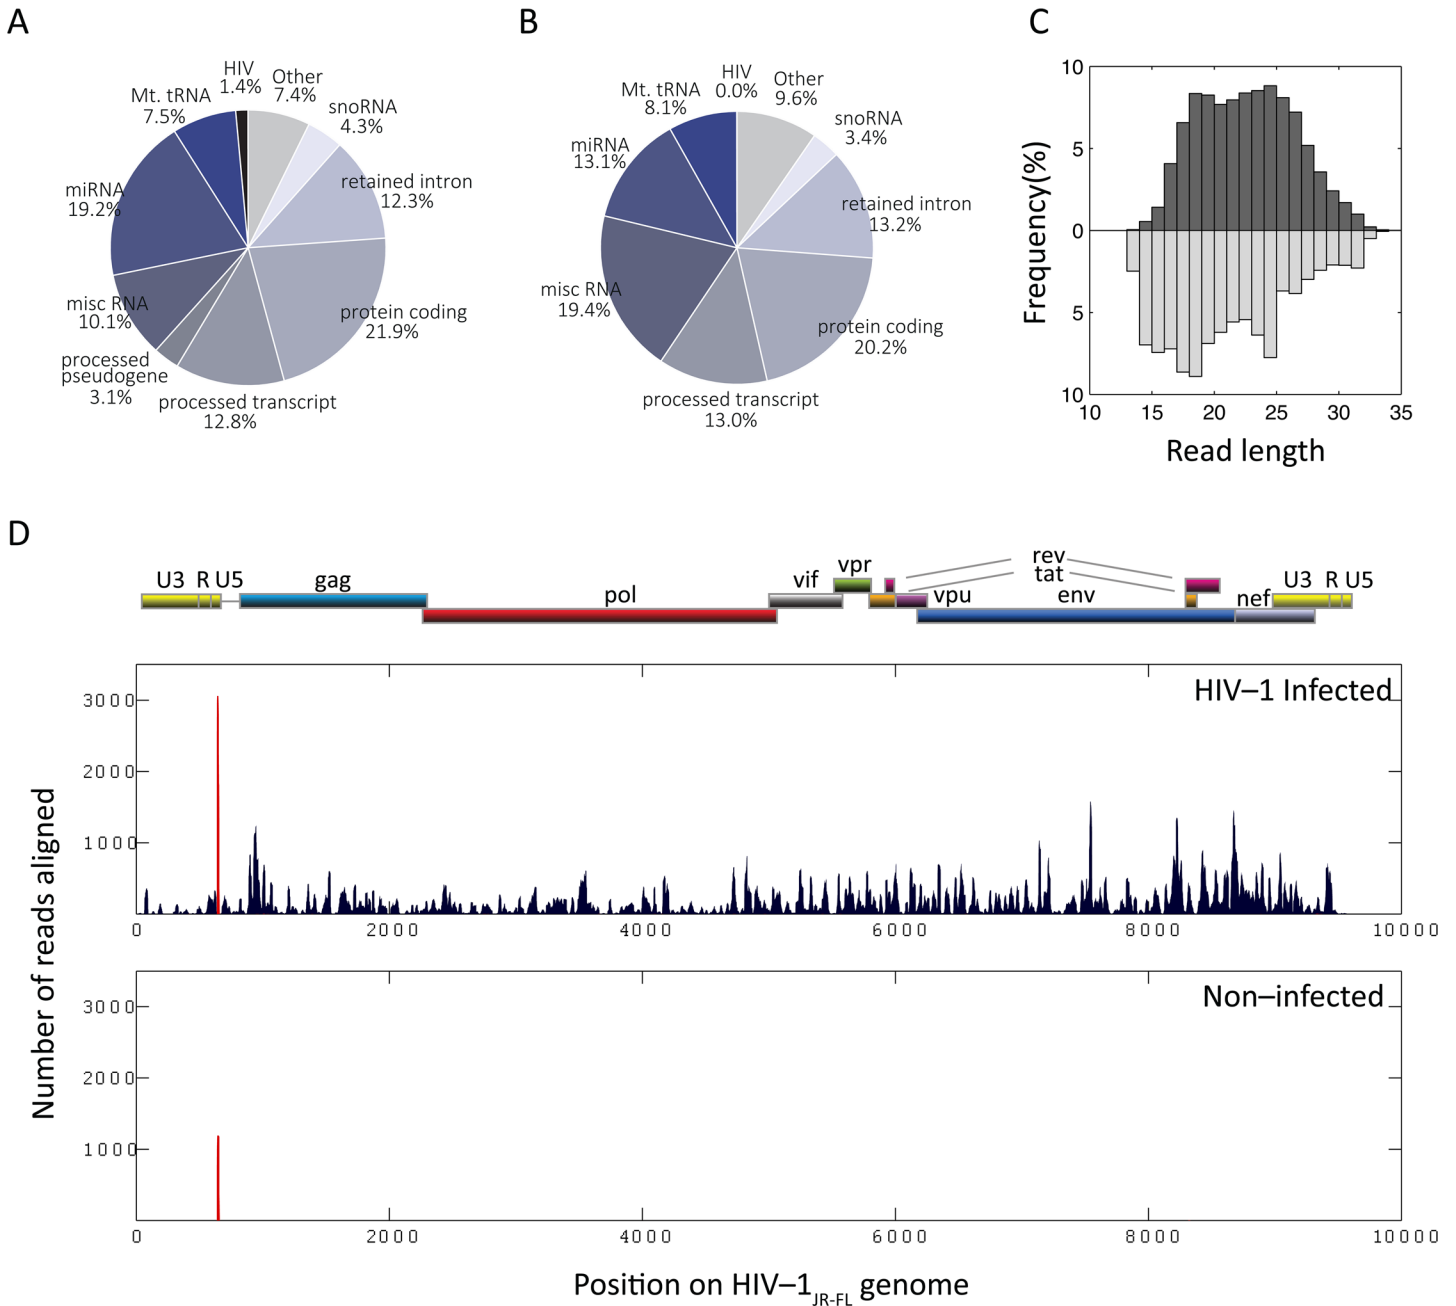 A
HIV
1.4%
Other
7.4%
Mt. tRNA
7.5%
snoRNA
4.3%
miRNA
19.2%
retained intron
12.3%
misc RNA
10.1%
protein coding
21.9%
processed
pseudogene
3.1%
processed transcript
12.8%
B
HIV
0.0%
Other
9.6%
Mt. tRNA
8.1%
snoRNA
3.4%
miRNA
13.1%
retained intron
13.2%
misc RNA
19.4%
protein coding
20.2%
processed transcript
13.0%
C
Frequency(%)
10
5
0
5
10
10 15 20 25 30 35
Read length
D
U3 R U5 gag pol vif vpr rev
tat
vpu env nef U3 R U5
Number of reads aligned
HIV–1 Infected
3000
2000
1000
0 2000 4000 6000 8000 10000
Non–infected
3000
2000
1000
0 2000 4000 6000 8000 10000
Position on HIV–1JR-FL genome